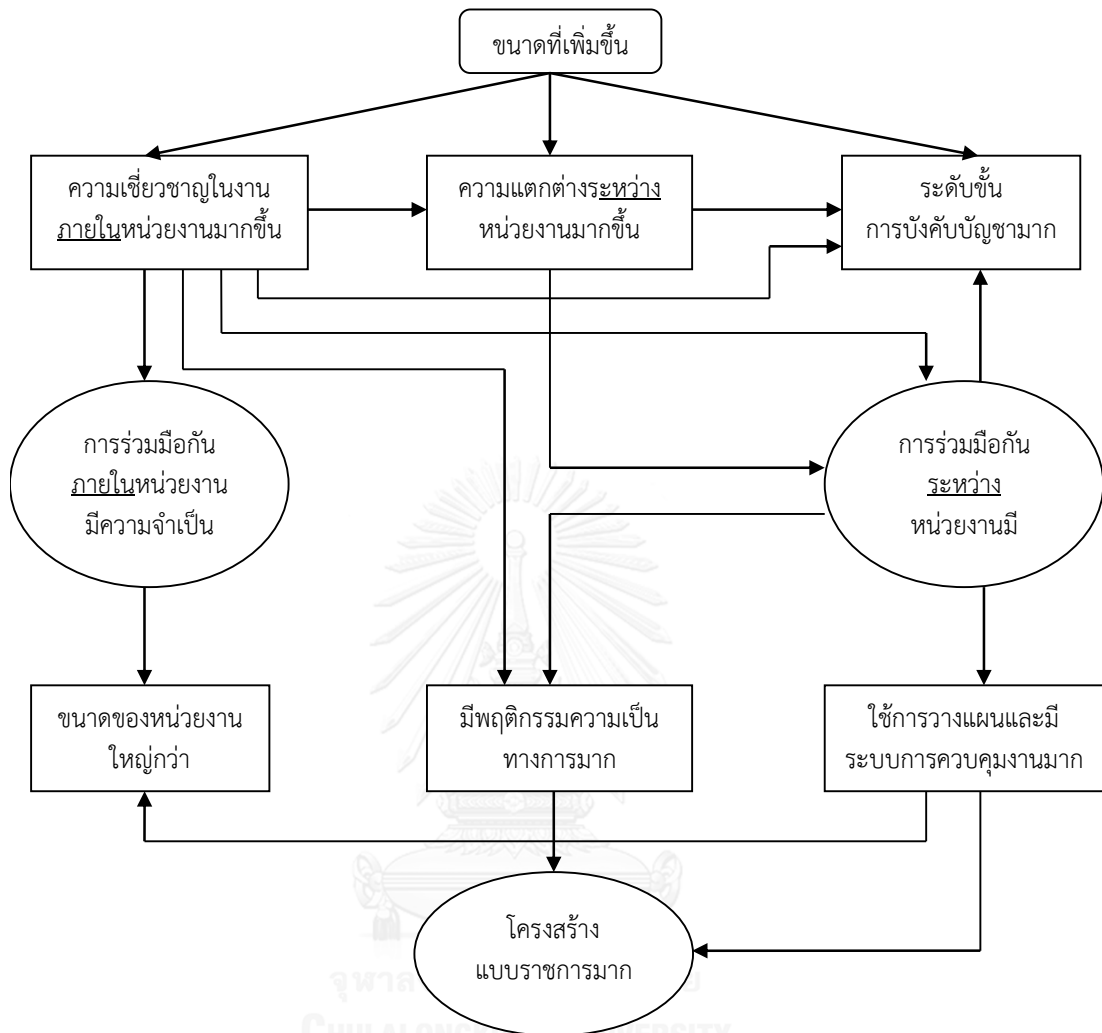 ขนาดที่เพิ่มขึ้น
ความเชี่ยวชาญในงาน
ภายในหน่วยงานมากขึ้น
ความแตกต่างระหว่าง
หน่วยงานมากขึ้น
ระดับขั้น
การบังคับบัญชามาก
การร่วมมือกัน
ภายในหน่วยงาน
มีความจำเป็น
การร่วมมือกัน
ระหว่าง
หน่วยงานมี
ขนาดของหน่วยงาน
ใหญ่กว่า
มีพฤติกรรมความเป็น
ทางการมาก
ใช้การวางแผนและมี
ระบบการควบคุมงานมาก
โครงสร้าง
แบบราชการมาก